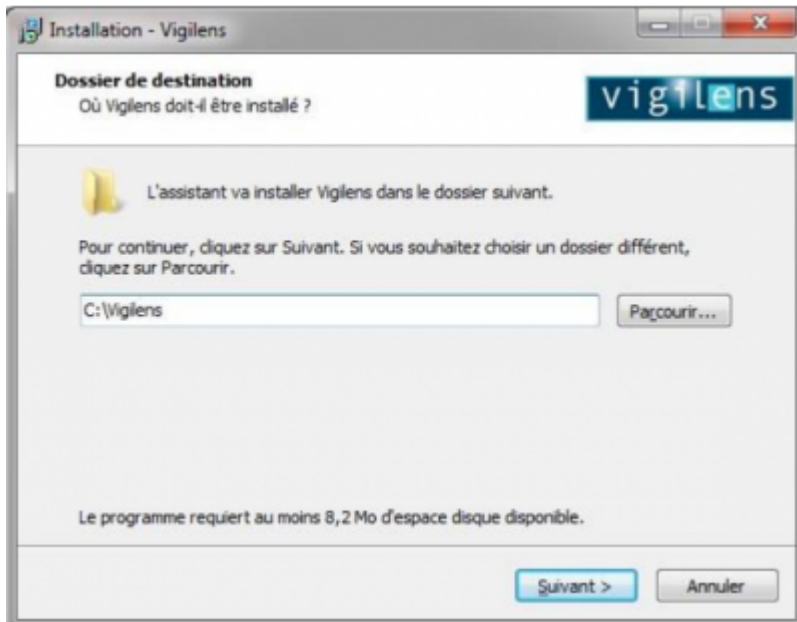 Installation - Vigilens
Dossier de destination
Où Vigilens doit-il être installé ?
vigilens
L'assistant va installer Vigilens dans le dossier suivant.
Pour continuer, cliquez sur Suivant. Si vous souhaitez choisir un dossier différent,
cliquez sur Parcourir.
C:\Vigilens
Parcourir...
Le programme requiert au moins 8,2 Mo d'espace disque disponible.
Suivant >
Annuler